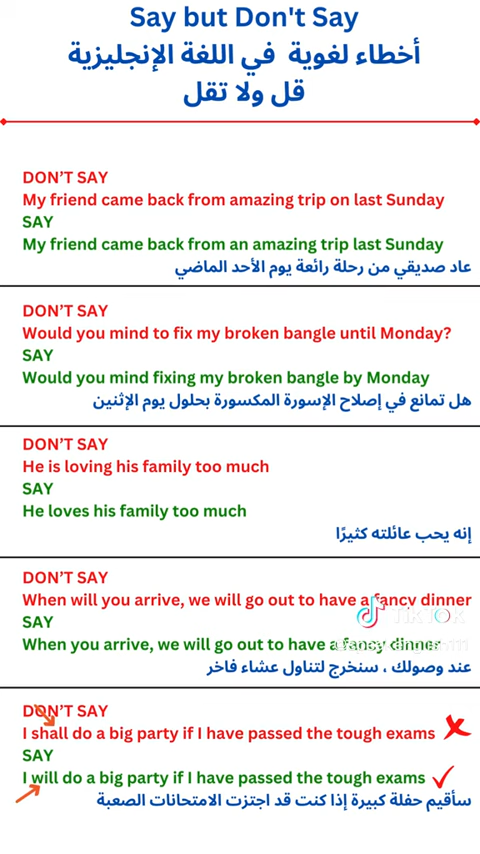 Say but Don't Say
أخطاء لغوية في اللغة الإنجليزية
قل ولا تقل
DON'T SAY
My friend came back from amazing trip on last Sunday
SAY
My friend came back from an amazing trip last Sunday
عاد صديقي من رحلة رائعة يوم الأحد الماضي
DON'T SAY
Would you mind to fix my broken bangle until Monday?
SAY
Would you mind fixing my broken bangle by Monday
هل تمانع في إصلاح الإسورة المكسورة بحلول يوم الإثنين
DON'T SAY
He is loving his family too much
SAY
He loves his family too much
إنه يحب عائلته كثيرًا
DON'T SAY
When will you arrive, we will go out to have a fancy dinner
TikTok
SAY
When you arrive, we will go out to have a fancy dinner
عند وصولك ، سنخرج لتناول عشاء فاخر
DON'T SAY
I shall do a big party if I have passed the tough exams
SAY
I will do a big party if I have passed the tough exams
سأقيم حفلة كبيرة إذا كنت قد اجتزت الامتحانات الصعبة